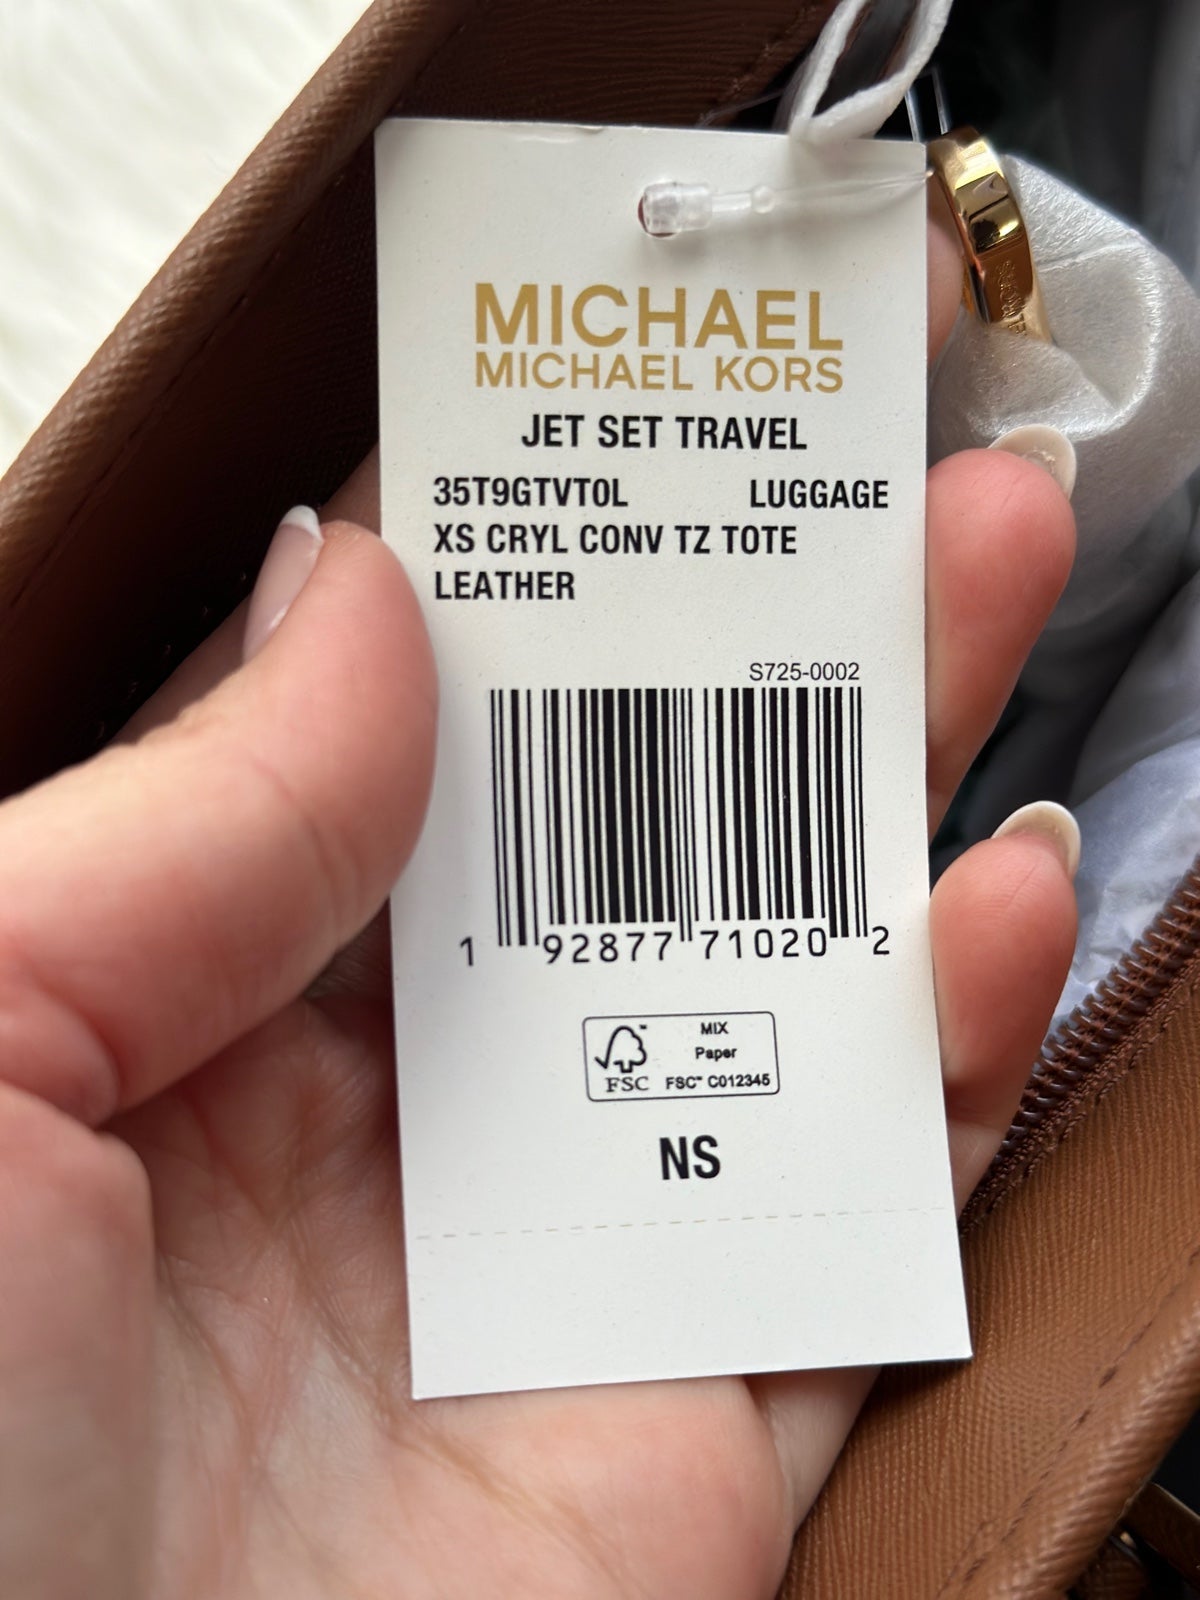 MICHAEL
MICHAEL KORS
JET SET TRAVEL
35T9GTVT0L LUGGAGE
XS CRYL CONV TZ TOTE
LEATHER
S725-0002
1 92877 71020 2
MIX
Paper
FSC™ C012345
FSC
NS